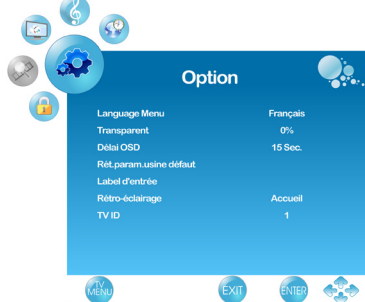 Option
Language Menu Français
Transparent 0%
Délai OSD 15 Sec.
Rét.param.usine défaut
Label d'entrée
Rétro-éclairage Accueil
TV ID 1
TV MENU
EXIT
ENTER